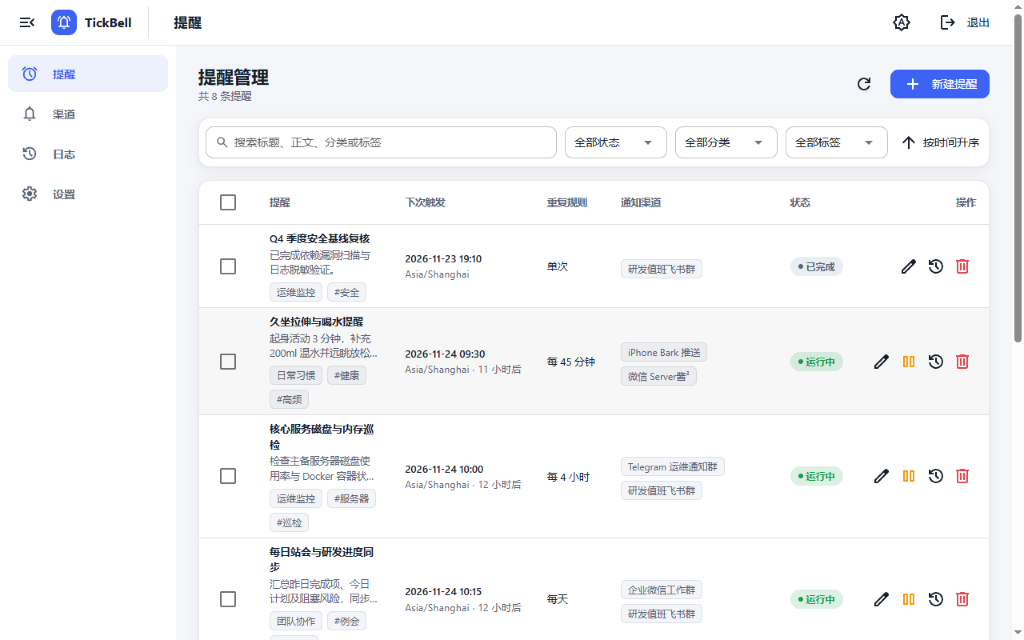 TickBell
提醒
退出
提醒
渠道
日志
设置
提醒管理
共 8 条提醒
新建提醒
搜索标题、正文、分类或标签
全部状态
全部分类
全部标签
按时间升序
提醒 下次触发 重复规则 通知渠道 状态 操作
Q4 季度安全基线复核
已完成依赖漏洞扫描与
日志脱敏验证。
运维监控 #安全
2026-11-23 19:10
Asia/Shanghai
单次
研发值班飞书群
已完成
久坐拉伸与喝水提醒
起身活动 3 分钟，补充
200ml 温水并远眺放松...
日常习惯 #健康
#高频
2026-11-24 09:30
Asia/Shanghai · 11 小时后
每 45 分钟
iPhone Bark 推送
微信 Server酱³
运行中
核心服务磁盘与内存巡
检
检查主备服务器磁盘使
用率与 Docker 容器状...
运维监控 #服务器
#巡检
2026-11-24 10:00
Asia/Shanghai · 12 小时后
每 4 小时
Telegram 运维通知群
研发值班飞书群
运行中
每日站会与研发进度同
步
汇总昨日完成项、今日
计划及阻塞风险，同步...
团队协作 #例会
2026-11-24 10:15
Asia/Shanghai · 12 小时后
每天
企业微信工作群
研发值班飞书群
运行中